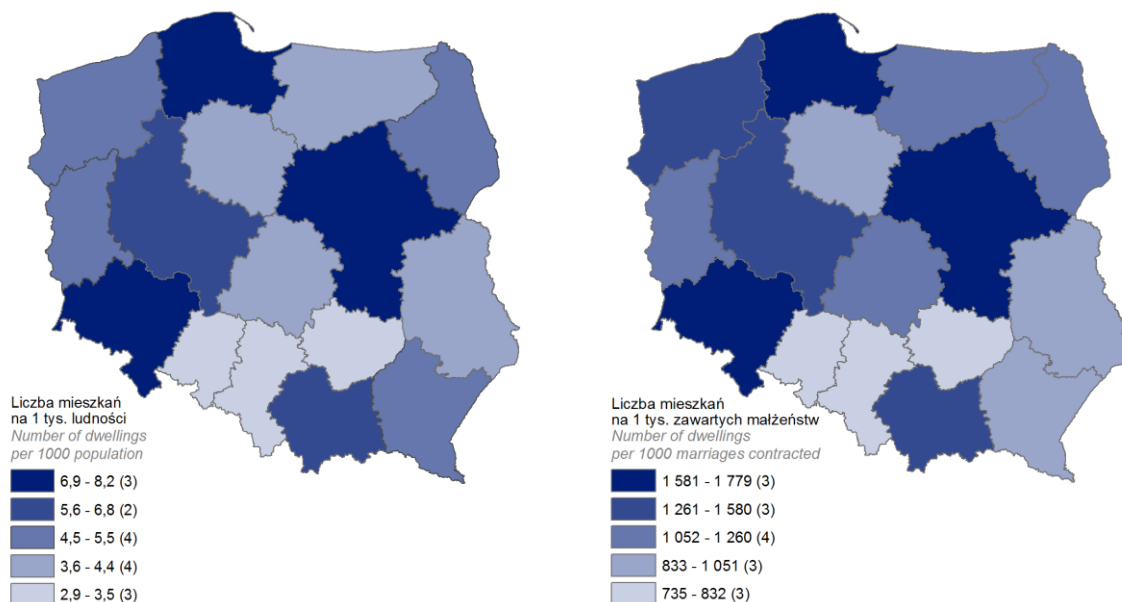 Liczba mieszkań
na 1 tys. ludności
Number of dwellings
per 1000 population
6,9 - 8,2 (3)
5,6 - 6,8 (2)
4,5 - 5,5 (4)
3,6 - 4,4 (4)
2,9 - 3,5 (3)
Liczba mieszkań
na 1 tys. zawartych małżeństw
Number of dwellings
per 1000 marriages contracted
1 581 - 1 779 (3)
1 261 - 1 580 (3)
1 052 - 1 260 (4)
833 - 1 051 (3)
735 - 832 (3)